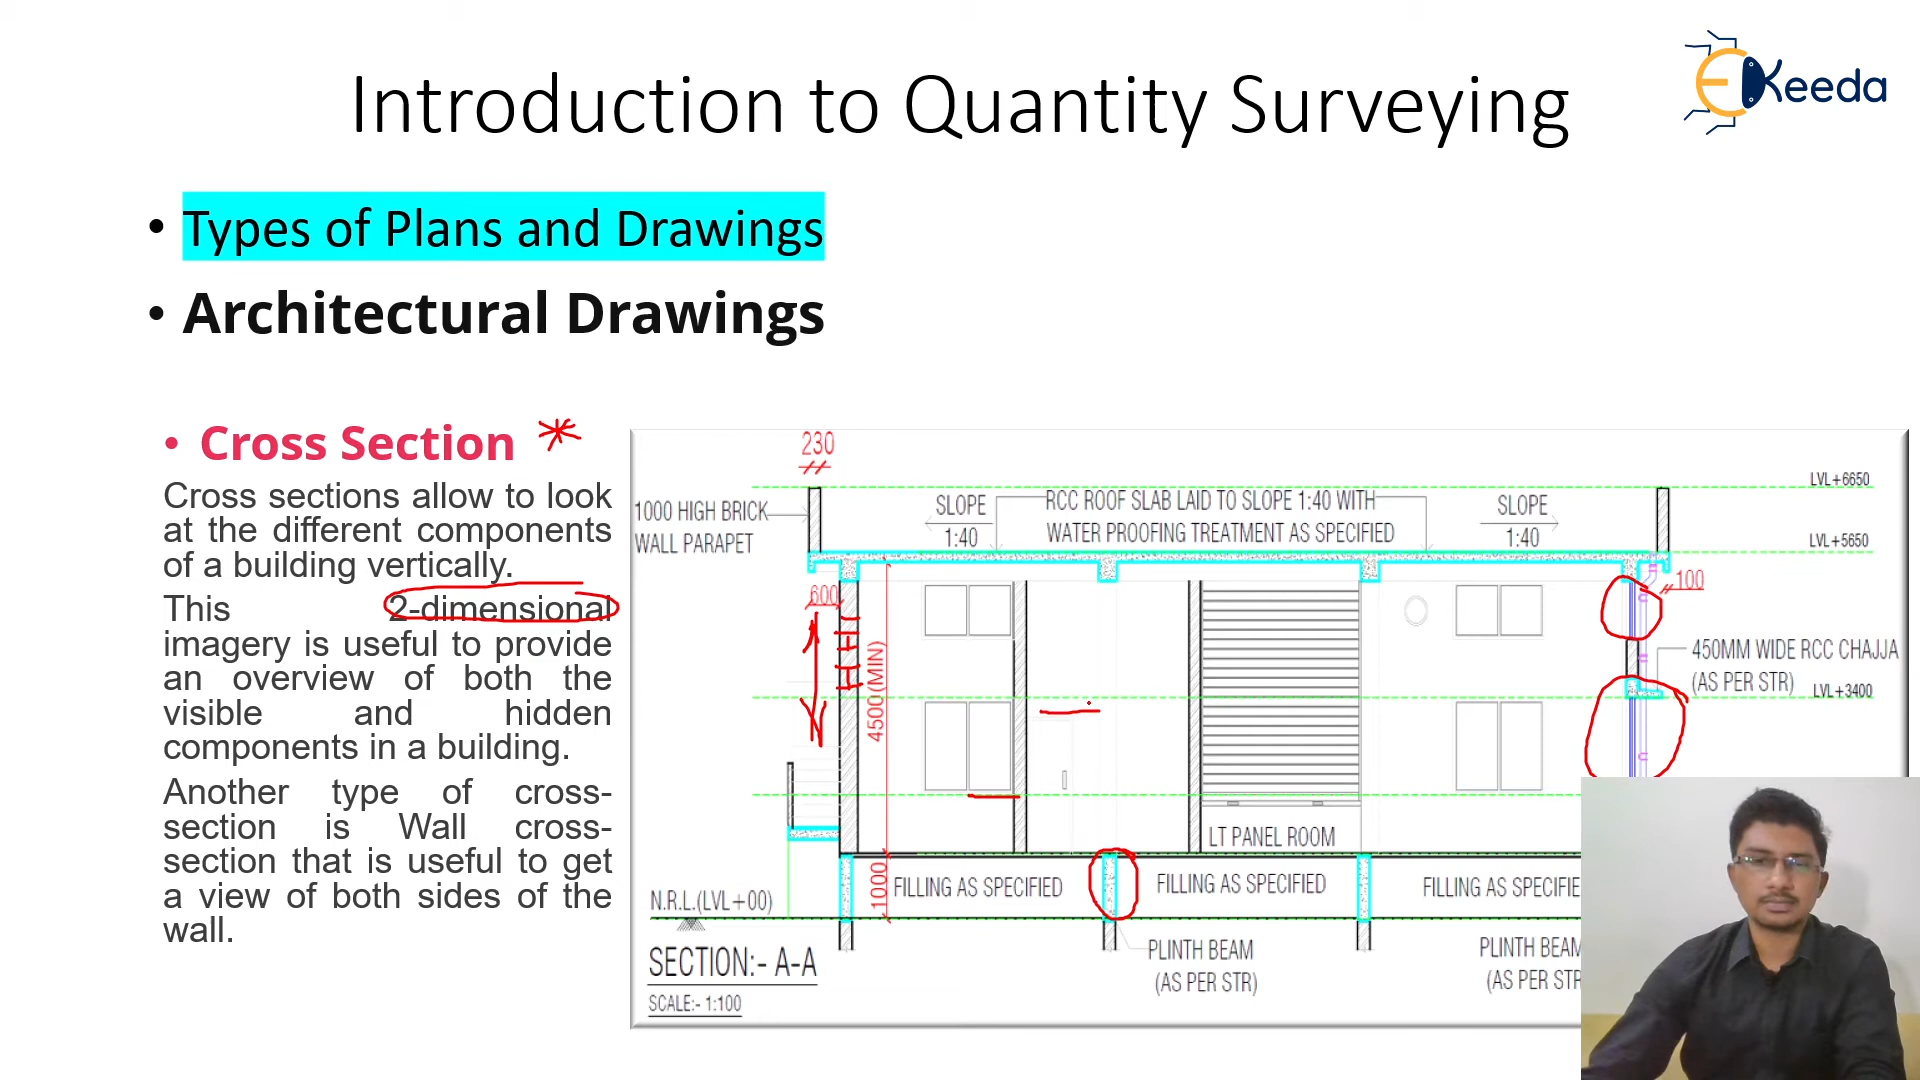 Introduction to Quantity Surveying
EKeeda
• Types of Plans and Drawings
• Architectural Drawings
• Cross Section
Cross sections allow to look
at the different components
of a building vertically.
This 2-dimensional
imagery is useful to provide
an overview of both the
visible and hidden
components in a building.
Another type of cross-
section is Wall cross-
section that is useful to get
a view of both sides of the
wall.
230
1000 HIGH BRICK
WALL PARAPET
SLOPE
1:40
RCC ROOF SLAB LAID TO SLOPE 1:40 WITH
WATER PROOFING TREATMENT AS SPECIFIED
SLOPE
1:40
LVL+6650
LVL+5650
100
600
4500 (MIN)
450MM WIDE RCC CHAJJA
(AS PER STR)
LVL+3400
LT PANEL ROOM
1000
FILLING AS SPECIFIED
FILLING AS SPECIFIED
FILLING AS SPECIFIE
N.R.L.(LVL+00)
PLINTH BEAM
(AS PER STR)
PLINTH BEAM
(AS PER STR
SECTION:- A-A
SCALE:- 1:100